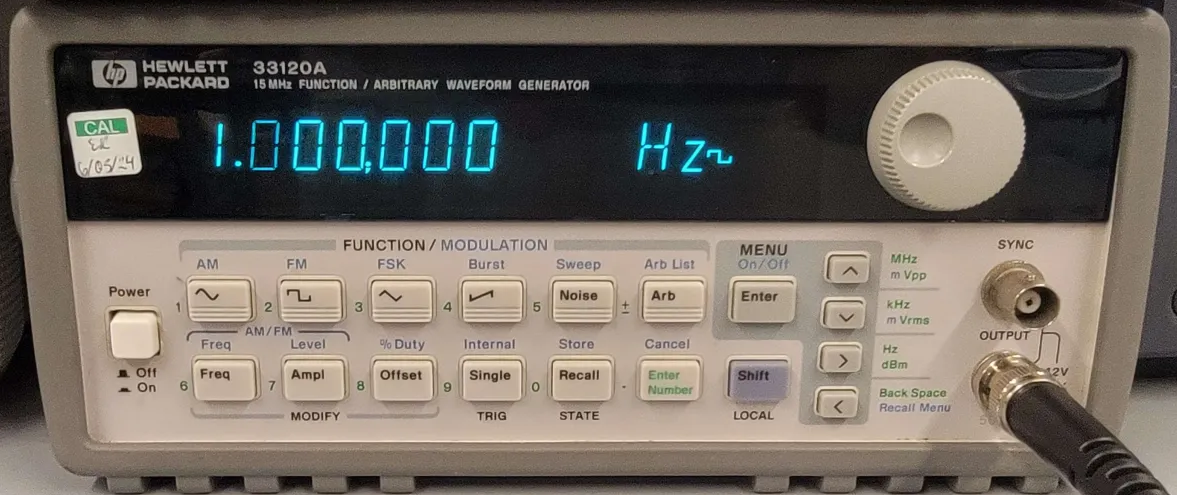 hp HEWLETT PACKARD 33120A
15 MHz FUNCTION / ARBITRARY WAVEFORM GENERATOR
CAL
6/05/24
1.000,000 Hz
FUNCTION / MODULATION
AM FM FSK Burst Sweep Arb List
1 2 3 4 5 Noise ± Arb
AM/FM
Freq Level % Duty Internal Store Cancel
6 Freq 7 Ampl 8 Offset 9 Single 0 Recall . Enter Number
MODIFY TRIG STATE
Power
Off
On
MENU
On/Off
Enter
Shift
LOCAL
MHz
m Vpp
kHz
m Vrms
Hz
dBm
Back Space
Recall Menu
SYNC
OUTPUT